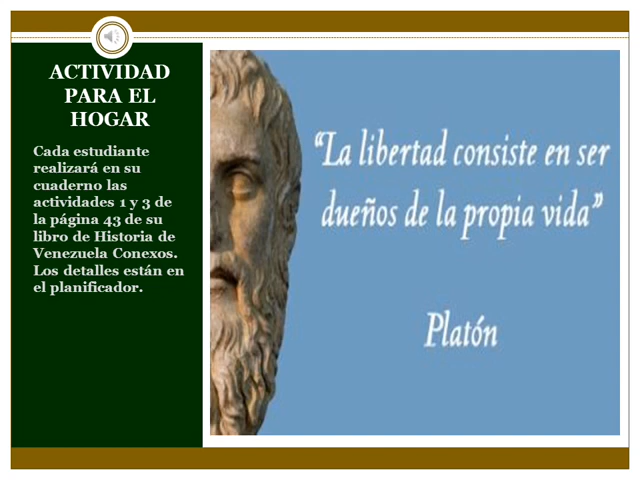 ACTIVIDAD
PARA EL
HOGAR
Cada estudiante
realizará en su
cuaderno las
actividades 1 y 3 de
la página 43 de su
libro de Historia de
Venezuela Conexos.
Los detalles están en
el planificador.
“La libertad consiste en ser
dueños de la propia vida”
Platón